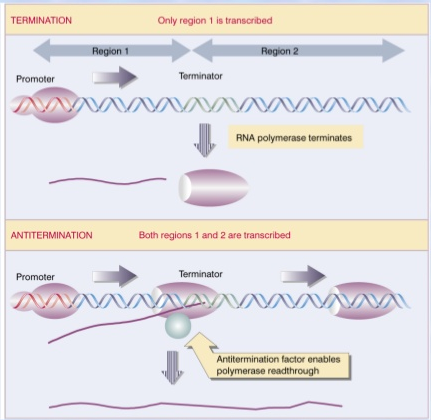 TERMINATION Only region 1 is transcribed
Region 1 Region 2
Promoter Terminator
RNA polymerase terminates
ANTITERMINATION Both regions 1 and 2 are transcribed
Promoter Terminator
Antitermination factor enables
polymerase readthrough